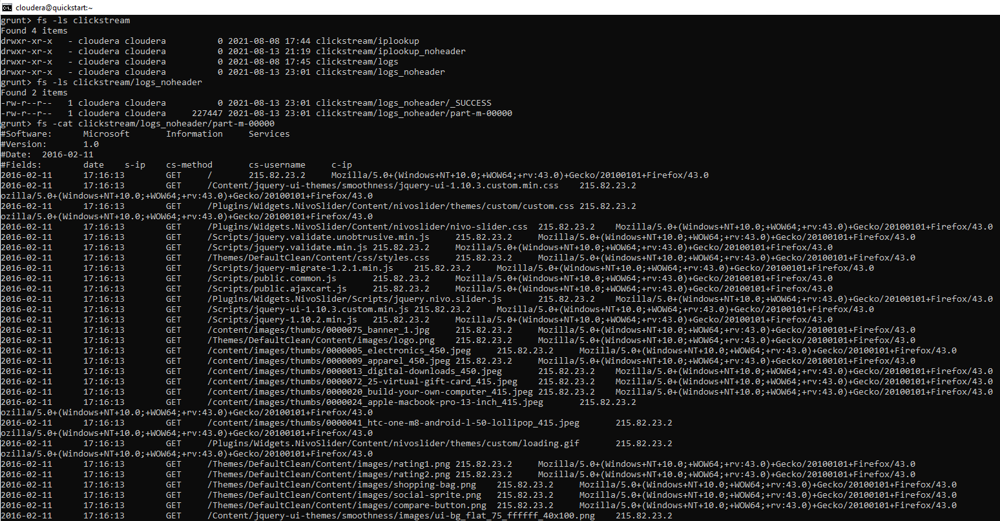 cloudera@quickstart:~
grunt> fs -ls clickstream
Found 4 items
drwxr-xr-x   - cloudera cloudera          0 2021-08-08 17:44 clickstream/iplookup
drwxr-xr-x   - cloudera cloudera          0 2021-08-13 21:19 clickstream/iplookup_noheader
drwxr-xr-x   - cloudera cloudera          0 2021-08-08 17:45 clickstream/logs
drwxr-xr-x   - cloudera cloudera          0 2021-08-13 23:01 clickstream/logs_noheader
grunt> fs -ls clickstream/logs_noheader
Found 2 items
-rw-r--r--   1 cloudera cloudera          0 2021-08-13 23:01 clickstream/logs_noheader/_SUCCESS
-rw-r--r--   1 cloudera cloudera     227447 2021-08-13 23:01 clickstream/logs_noheader/part-m-00000
grunt> fs -cat clickstream/logs_noheader/part-m-00000
#Software:      Microsoft       Information     Services
#Version:       1.0
#Date:  2016-02-11
#Fields:        date    s-ip    cs-method       cs-username     c-ip
2016-02-11      17:16:13        GET     /       215.82.23.2     Mozilla/5.0+(Windows+NT+10.0;+WOW64;+rv:43.0)+Gecko/20100101+Firefox/43.0
2016-02-11      17:16:13        GET     /Content/jquery-ui-themes/smoothness/jquery-ui-1.10.3.custom.min.css    215.82.23.2
ozilla/5.0+(Windows+NT+10.0;+WOW64;+rv:43.0)+Gecko/20100101+Firefox/43.0
2016-02-11      17:16:13        GET     /Plugins/Widgets.NivoSlider/Content/nivoslider/themes/custom/custom.css 215.82.23.2
ozilla/5.0+(Windows+NT+10.0;+WOW64;+rv:43.0)+Gecko/20100101+Firefox/43.0
2016-02-11      17:16:13        GET     /Plugins/Widgets.NivoSlider/Content/nivoslider/nivo-slider.css  215.82.23.2     Mozilla/5.0+(Windows+NT+10.0;+WOW64;+rv:43.0)+Gecko/20100101+Firefox/43.0
2016-02-11      17:16:13        GET     /Scripts/jquery.validate.unobtrusive.min.js     215.82.23.2     Mozilla/5.0+(Windows+NT+10.0;+WOW64;+rv:43.0)+Gecko/20100101+Firefox/43.0
2016-02-11      17:16:13        GET     /Scripts/jquery.validate.min.js 215.82.23.2     Mozilla/5.0+(Windows+NT+10.0;+WOW64;+rv:43.0)+Gecko/20100101+Firefox/43.0
2016-02-11      17:16:13        GET     /Themes/DefaultClean/Content/css/styles.css     215.82.23.2     Mozilla/5.0+(Windows+NT+10.0;+WOW64;+rv:43.0)+Gecko/20100101+Firefox/43.0
2016-02-11      17:16:13        GET     /Scripts/jquery-migrate-1.2.1.min.js    215.82.23.2     Mozilla/5.0+(Windows+NT+10.0;+WOW64;+rv:43.0)+Gecko/20100101+Firefox/43.0
2016-02-11      17:16:13        GET     /Scripts/public.common.js       215.82.23.2     Mozilla/5.0+(Windows+NT+10.0;+WOW64;+rv:43.0)+Gecko/20100101+Firefox/43.0
2016-02-11      17:16:13        GET     /Scripts/public.ajaxcart.js     215.82.23.2     Mozilla/5.0+(Windows+NT+10.0;+WOW64;+rv:43.0)+Gecko/20100101+Firefox/43.0
2016-02-11      17:16:13        GET     /Plugins/Widgets.NivoSlider/Scripts/jquery.nivo.slider.js       215.82.23.2     Mozilla/5.0+(Windows+NT+10.0;+WOW64;+rv:43.0)+Gecko/20100101+Firefox/43.0
2016-02-11      17:16:13        GET     /Scripts/jquery-ui-1.10.3.custom.min.js 215.82.23.2     Mozilla/5.0+(Windows+NT+10.0;+WOW64;+rv:43.0)+Gecko/20100101+Firefox/43.0
2016-02-11      17:16:13        GET     /Scripts/jquery-1.10.2.min.js   215.82.23.2     Mozilla/5.0+(Windows+NT+10.0;+WOW64;+rv:43.0)+Gecko/20100101+Firefox/43.0
2016-02-11      17:16:13        GET     /content/images/thumbs/0000075_banner_1.jpg     215.82.23.2     Mozilla/5.0+(Windows+NT+10.0;+WOW64;+rv:43.0)+Gecko/20100101+Firefox/43.0
2016-02-11      17:16:13        GET     /Themes/DefaultClean/Content/images/logo.png    215.82.23.2     Mozilla/5.0+(Windows+NT+10.0;+WOW64;+rv:43.0)+Gecko/20100101+Firefox/43.0
2016-02-11      17:16:13        GET     /content/images/thumbs/0000005_electronics_450.jpeg     215.82.23.2     Mozilla/5.0+(Windows+NT+10.0;+WOW64;+rv:43.0)+Gecko/20100101+Firefox/43.0
2016-02-11      17:16:13        GET     /content/images/thumbs/0000009_apparel_450.jpeg 215.82.23.2     Mozilla/5.0+(Windows+NT+10.0;+WOW64;+rv:43.0)+Gecko/20100101+Firefox/43.0
2016-02-11      17:16:13        GET     /content/images/thumbs/0000013_digital-downloads_450.jpeg       215.82.23.2     Mozilla/5.0+(Windows+NT+10.0;+WOW64;+rv:43.0)+Gecko/20100101+Firefox/43.0
2016-02-11      17:16:13        GET     /content/images/thumbs/0000072_25-virtual-gift-card_415.jpeg    215.82.23.2     Mozilla/5.0+(Windows+NT+10.0;+WOW64;+rv:43.0)+Gecko/20100101+Firefox/43.0
2016-02-11      17:16:13        GET     /content/images/thumbs/0000020_build-your-own-computer_415.jpeg 215.82.23.2     Mozilla/5.0+(Windows+NT+10.0;+WOW64;+rv:43.0)+Gecko/20100101+Firefox/43.0
2016-02-11      17:16:13        GET     /content/images/thumbs/0000024_apple-macbook-pro-13-inch_415.jpeg       215.82.23.2
ozilla/5.0+(Windows+NT+10.0;+WOW64;+rv:43.0)+Gecko/20100101+Firefox/43.0
2016-02-11      17:16:13        GET     /content/images/thumbs/0000041_htc-one-m8-android-l-50-lollipop_415.jpeg        215.82.23.2
ozilla/5.0+(Windows+NT+10.0;+WOW64;+rv:43.0)+Gecko/20100101+Firefox/43.0
2016-02-11      17:16:13        GET     /Plugins/Widgets.NivoSlider/Content/nivoslider/themes/custom/loading.gif        215.82.23.2
ozilla/5.0+(Windows+NT+10.0;+WOW64;+rv:43.0)+Gecko/20100101+Firefox/43.0
2016-02-11      17:16:13        GET     /Themes/DefaultClean/Content/images/rating1.png 215.82.23.2     Mozilla/5.0+(Windows+NT+10.0;+WOW64;+rv:43.0)+Gecko/20100101+Firefox/43.0
2016-02-11      17:16:13        GET     /Themes/DefaultClean/Content/images/rating2.png 215.82.23.2     Mozilla/5.0+(Windows+NT+10.0;+WOW64;+rv:43.0)+Gecko/20100101+Firefox/43.0
2016-02-11      17:16:13        GET     /Themes/DefaultClean/Content/images/shopping-bag.png    215.82.23.2     Mozilla/5.0+(Windows+NT+10.0;+WOW64;+rv:43.0)+Gecko/20100101+Firefox/43.0
2016-02-11      17:16:13        GET     /Themes/DefaultClean/Content/images/social-sprite.png   215.82.23.2     Mozilla/5.0+(Windows+NT+10.0;+WOW64;+rv:43.0)+Gecko/20100101+Firefox/43.0
2016-02-11      17:16:13        GET     /Themes/DefaultClean/Content/images/compare-button.png  215.82.23.2     Mozilla/5.0+(Windows+NT+10.0;+WOW64;+rv:43.0)+Gecko/20100101+Firefox/43.0
2016-02-11      17:16:13        GET     /Content/jquery-ui-themes/smoothness/images/ui-bg_flat_75_ffffff_40x100.png     215.82.23.2